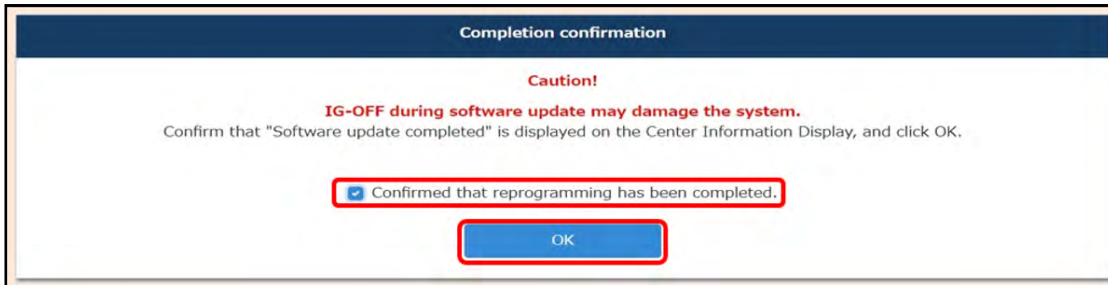 Completion confirmation
Caution!
IG-OFF during software update may damage the system.
Confirm that "Software update completed" is displayed on the Center Information Display, and click OK.
Confirmed that reprogramming has been completed.
OK